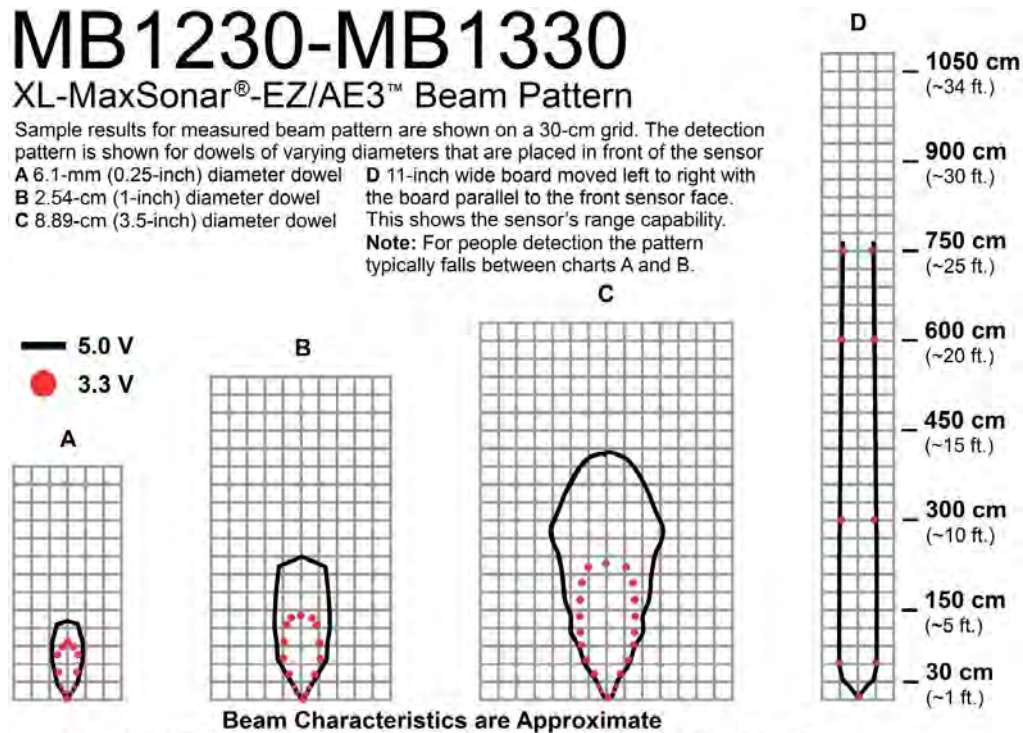 MB1230-MB1330
XL-MaxSonar®-EZ/AE3™ Beam Pattern
Sample results for measured beam pattern are shown on a 30-cm grid. The detection
pattern is shown for dowels of varying diameters that are placed in front of the sensor
A 6.1-mm (0.25-inch) diameter dowel
B 2.54-cm (1-inch) diameter dowel
C 8.89-cm (3.5-inch) diameter dowel
D 11-inch wide board moved left to right with
the board parallel to the front sensor face.
This shows the sensor's range capability.
Note: For people detection the pattern
typically falls between charts A and B.
5.0 V
3.3 V
A
B
C
D
1050 cm
(~34 ft.)
900 cm
(~30 ft.)
750 cm
(~25 ft.)
600 cm
(~20 ft.)
450 cm
(~15 ft.)
300 cm
(~10 ft.)
150 cm
(~5 ft.)
30 cm
(~1 ft.)
Beam Characteristics are Approximate